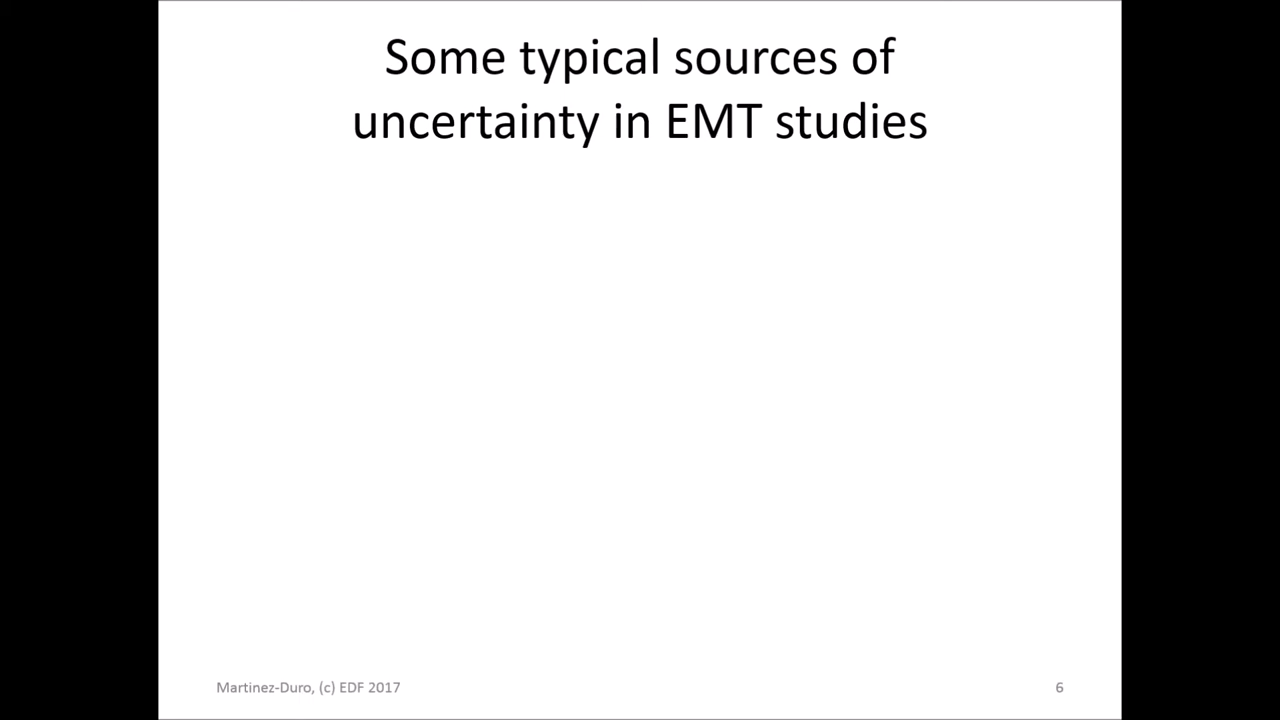 Some typical sources of
uncertainty in EMT studies
Martinez-Duro, (c) EDF 2017
6